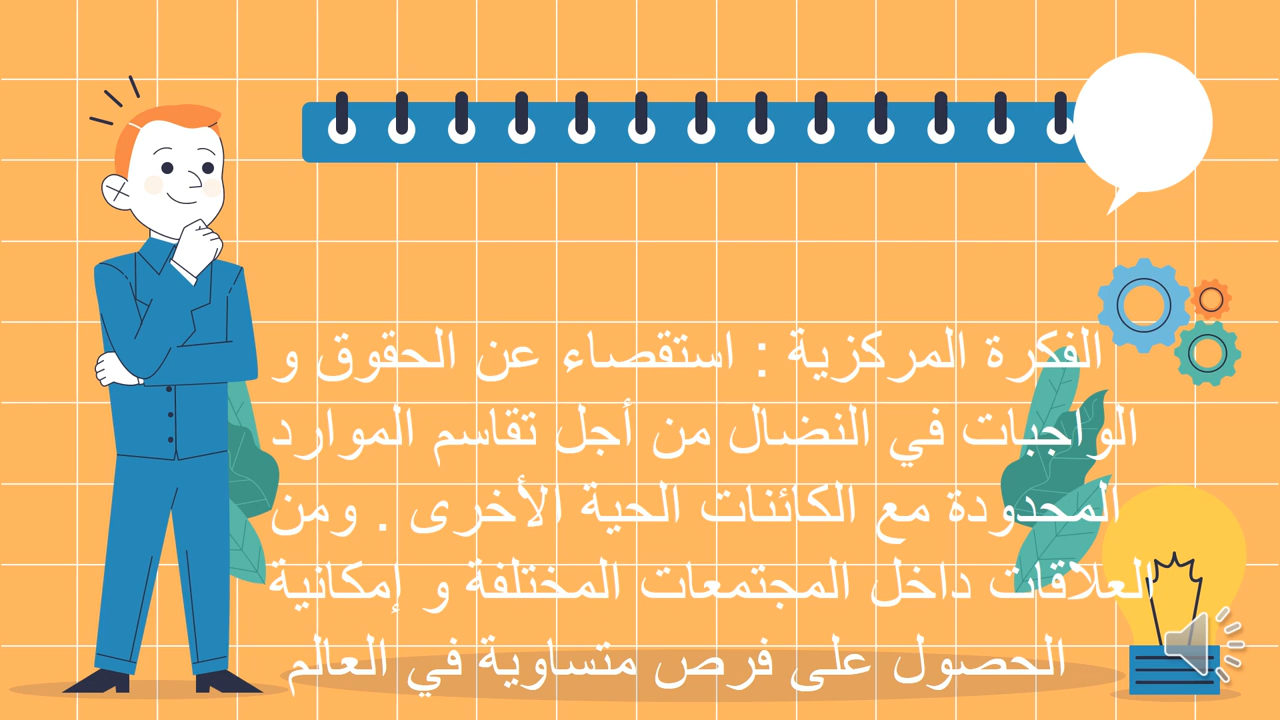 الفكرة المركزية : استقصاء عن الحقوق و
الواجبات في النضال من أجل تقاسم الموارد
المحدودة مع الكائنات الحية الأخرى . ومن
العلاقات داخل المجتمعات المختلفة و إمكانية
الحصول على فرص متساوية في العالم